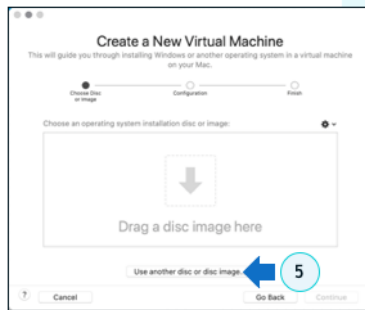 Create a New Virtual Machine
This will guide you through installing Windows or another operating system in a virtual machine
on your Mac.
Choose Disc
or Image
Configuration
Finish
Choose an operating system installation disc or image:
Drag a disc image here
Use another disc or disc image...
5
?
Cancel
Go Back
Continue